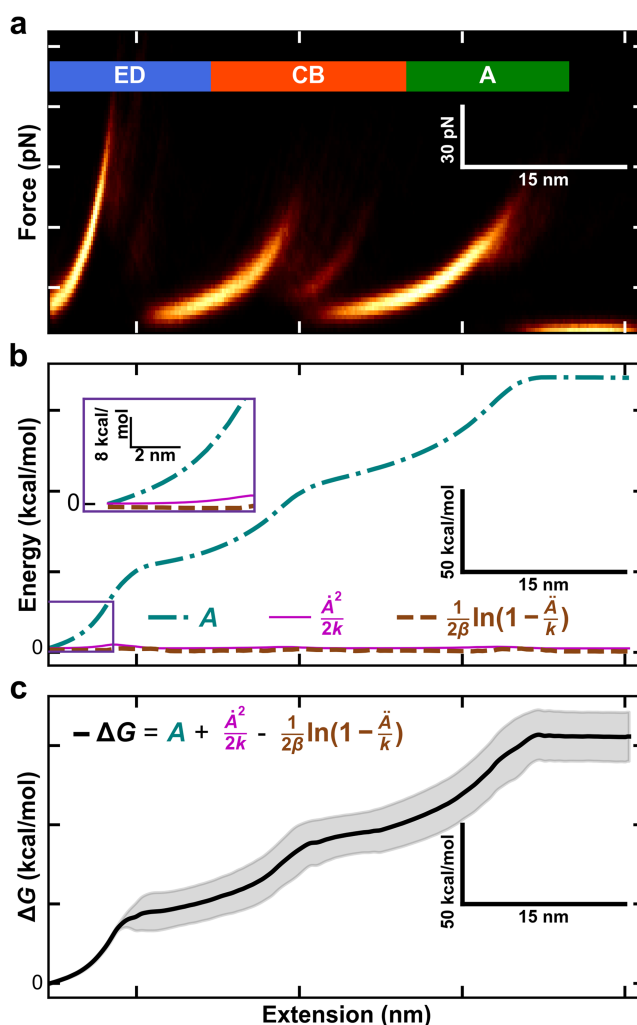 a
ED CB A
Force (pN)
30 pN
15 nm
b
Energy (kcal/mol)
8 kcal/
mol
2 nm
0
50 kcal/mol
15 nm
A Ȧ²/2k 1/2β ln(1 − Ä/k)
0
c
ΔG = A + Ȧ²/2k - 1/2β ln(1 − Ä/k)
ΔG (kcal/mol)
50 kcal/mol
15 nm
0
Extension (nm)